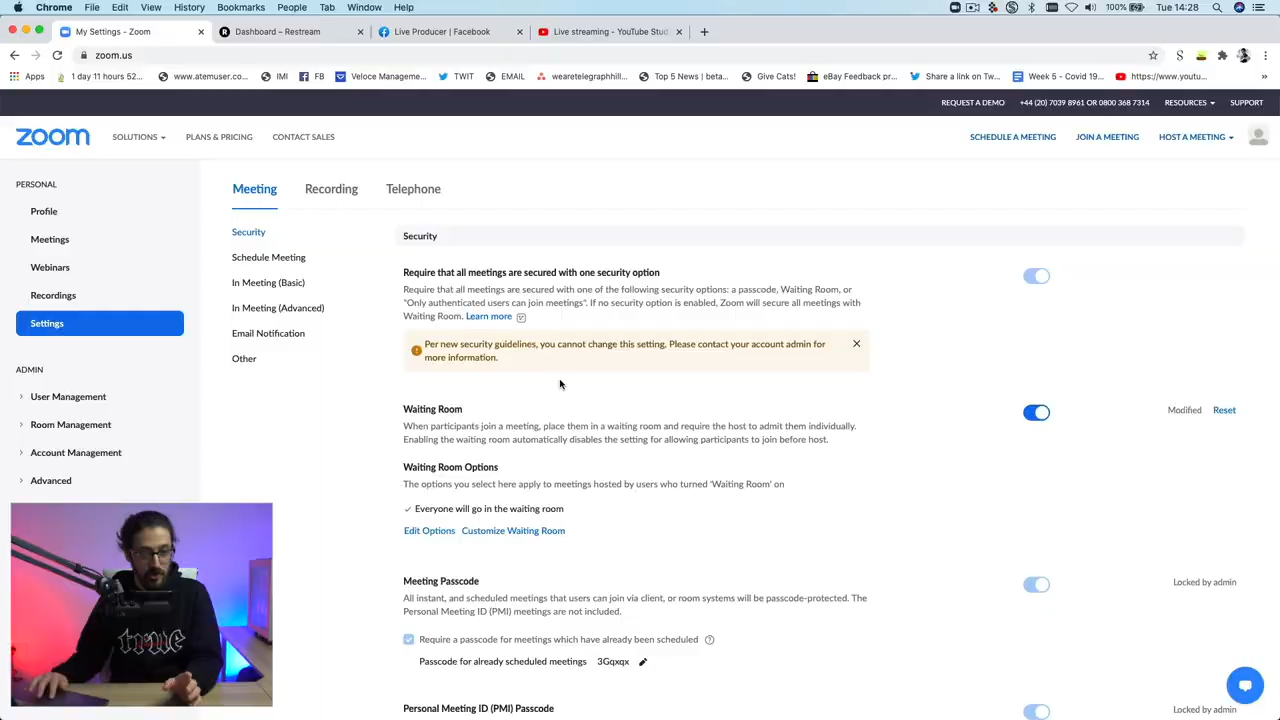 Chrome File Edit View History Bookmarks People Tab Window Help 100% Tue 14:28
My Settings - Zoom Dashboard – Restream Live Producer | Facebook Live streaming - YouTube Stud
zoom.us
Apps 1 day 11 hours 52... www.atemuser.co... IMI FB Veloce Manageme... TWIT EMAIL wearetelegraphhill... Top 5 News | beta... Give Cats! eBay Feedback pr... Share a link on Tw... Week 5 - Covid 19... https://www.youtu... »
REQUEST A DEMO +44 (20) 7039 8961 OR 0800 368 7314 RESOURCES SUPPORT
zoom SOLUTIONS PLANS & PRICING CONTACT SALES SCHEDULE A MEETING JOIN A MEETING HOST A MEETING
PERSONAL
Profile
Meetings
Webinars
Recordings
Settings
ADMIN
User Management
Room Management
Account Management
Advanced
Meeting Recording Telephone
Security
Schedule Meeting
In Meeting (Basic)
In Meeting (Advanced)
Email Notification
Other
Security
Require that all meetings are secured with one security option
Require that all meetings are secured with one of the following security options: a passcode, Waiting Room, or
"Only authenticated users can join meetings". If no security option is enabled, Zoom will secure all meetings with
Waiting Room. Learn more
Per new security guidelines, you cannot change this setting. Please contact your account admin for
more information.
Waiting Room Modified Reset
When participants join a meeting, place them in a waiting room and require the host to admit them individually.
Enabling the waiting room automatically disables the setting for allowing participants to join before host.
Waiting Room Options
The options you select here apply to meetings hosted by users who turned 'Waiting Room' on
✓ Everyone will go in the waiting room
Edit Options Customize Waiting Room
Meeting Passcode Locked by admin
All instant, and scheduled meetings that users can join via client, or room systems will be passcode-protected. The
Personal Meeting ID (PMI) meetings are not included.
Require a passcode for meetings which have already been scheduled
Passcode for already scheduled meetings 3Gqxqx
Personal Meeting ID (PMI) Passcode Locked by admin